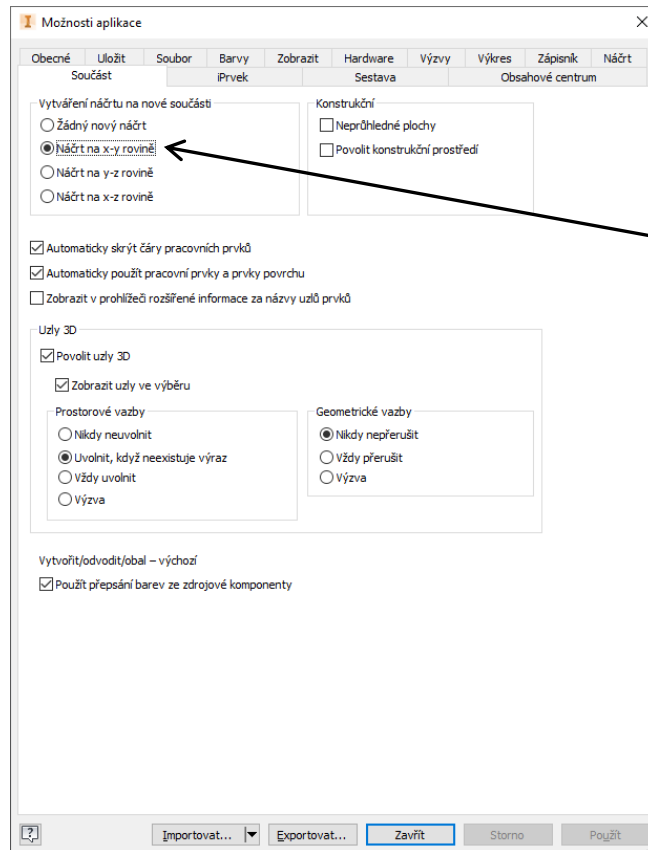 Možnosti aplikace
Obecné Uložit Soubor Barvy Zobrazit Hardware Výzvy Výkres Zápisník Náčrt
Součást iPrvek Sestava Obsahové centrum
Vytváření náčrtu na nové součásti
Žádný nový náčrt
Náčrt na x-y rovině
Náčrt na y-z rovině
Náčrt na x-z rovině
Konstrukční
Neprůhledné plochy
Povolit konstrukční prostředí
Automaticky skrýt čáry pracovních prvků
Automaticky použít pracovní prvky a prvky povrchu
Zobrazit v prohlížeči rozšířené informace za názvy uzlů prvků
Uzly 3D
Povolit uzly 3D
Zobrazit uzly ve výběru
Prostorové vazby
Nikdy neuvolnit
Uvolnit, když neexistuje výraz
Vždy uvolnit
Výzva
Geometrické vazby
Nikdy nepřerušit
Vždy přerušit
Výzva
Vytvořit/odvodit/obal – výchozí
Použít přepsání barev ze zdrojové komponenty
Importovat... Exportovat... Zavřít Storno Použít